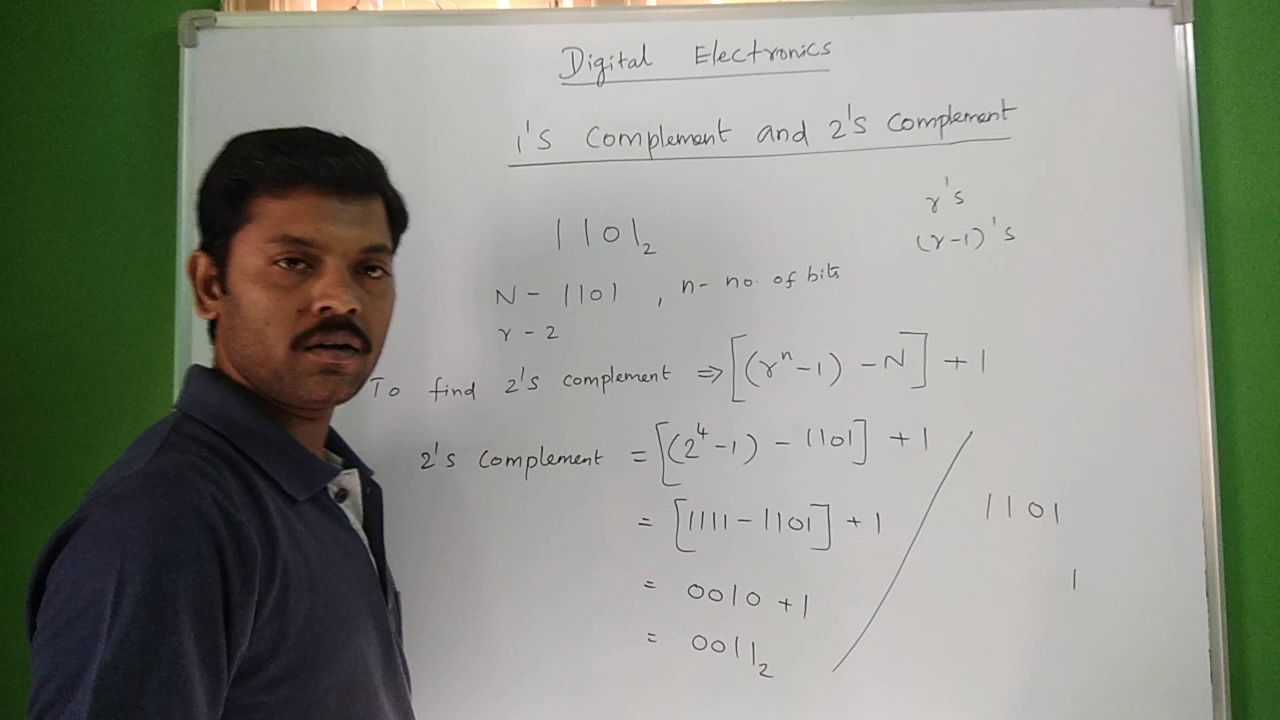 Digital Electronics
1's Complement and 2's Complement
r's
(r-1)'s
1101₂
N - 1101 , n- no. of bits
r - 2
To find 2's complement ⇒ [(rⁿ-1) - N] + 1
2's Complement = [(2⁴-1) - 1101] + 1
= [1111 - 1101] + 1
= 0010 + 1
= 0011₂
1101
1